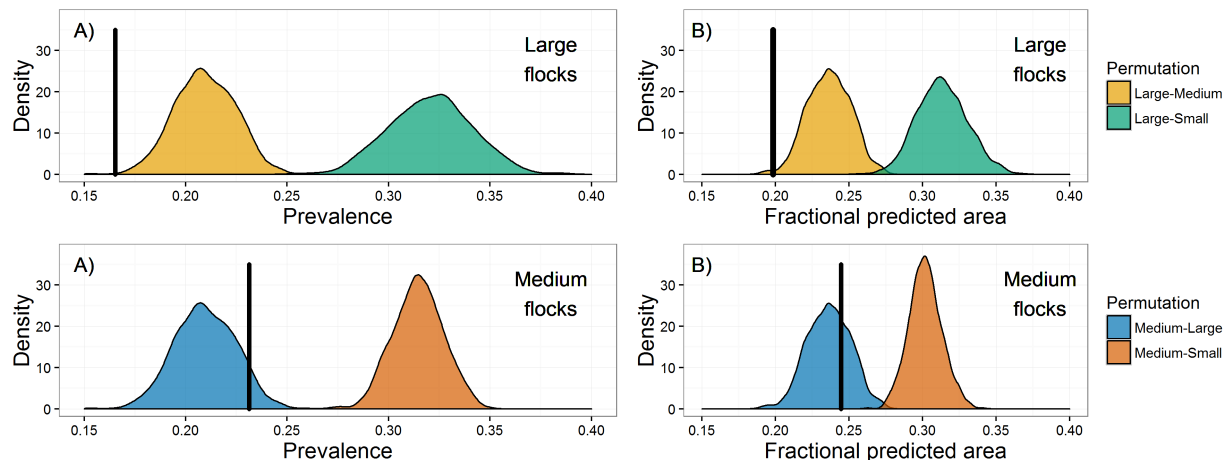 A)
Large
flocks
Density
30
20
10
0
0.15 0.20 0.25 0.30 0.35 0.40
Prevalence
B)
Large
flocks
Density
30
20
10
0
0.15 0.20 0.25 0.30 0.35 0.40
Fractional predicted area
Permutation
Large-Medium
Large-Small
A)
Medium
flocks
Density
30
20
10
0
0.15 0.20 0.25 0.30 0.35 0.40
Prevalence
B)
Medium
flocks
Density
30
20
10
0
0.15 0.20 0.25 0.30 0.35 0.40
Fractional predicted area
Permutation
Medium-Large
Medium-Small